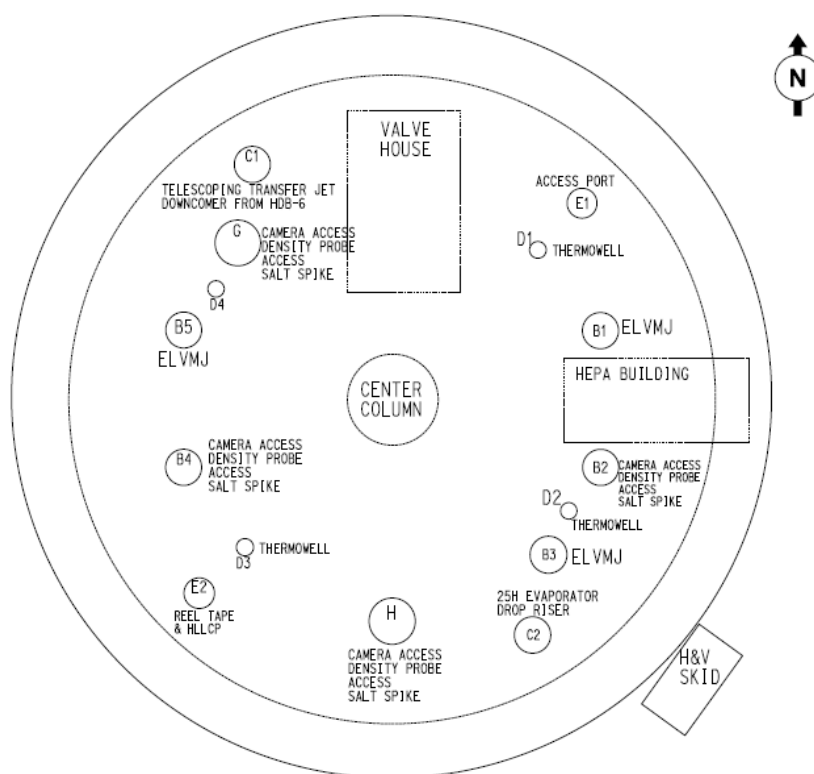 N
VALVE
HOUSE
C1
TELESCOPING TRANSFER JET
DOWNCOMER FROM HDB-6
ACCESS PORT
E1
G
CAMERA ACCESS
DENSITY PROBE
ACCESS
SALT SPIKE
D1
THERMOWELL
D4
B5
ELVMJ
B1
ELVMJ
HEPA BUILDING
CENTER
COLUMN
B4
CAMERA ACCESS
DENSITY PROBE
ACCESS
SALT SPIKE
B2
CAMERA ACCESS
DENSITY PROBE
ACCESS
SALT SPIKE
D2
THERMOWELL
D3
THERMOWELL
B3
ELVMJ
E2
REEL TAPE
& HLLCP
25H EVAPORATOR
DROP RISER
C2
H
CAMERA ACCESS
DENSITY PROBE
ACCESS
SALT SPIKE
H&V
SKID